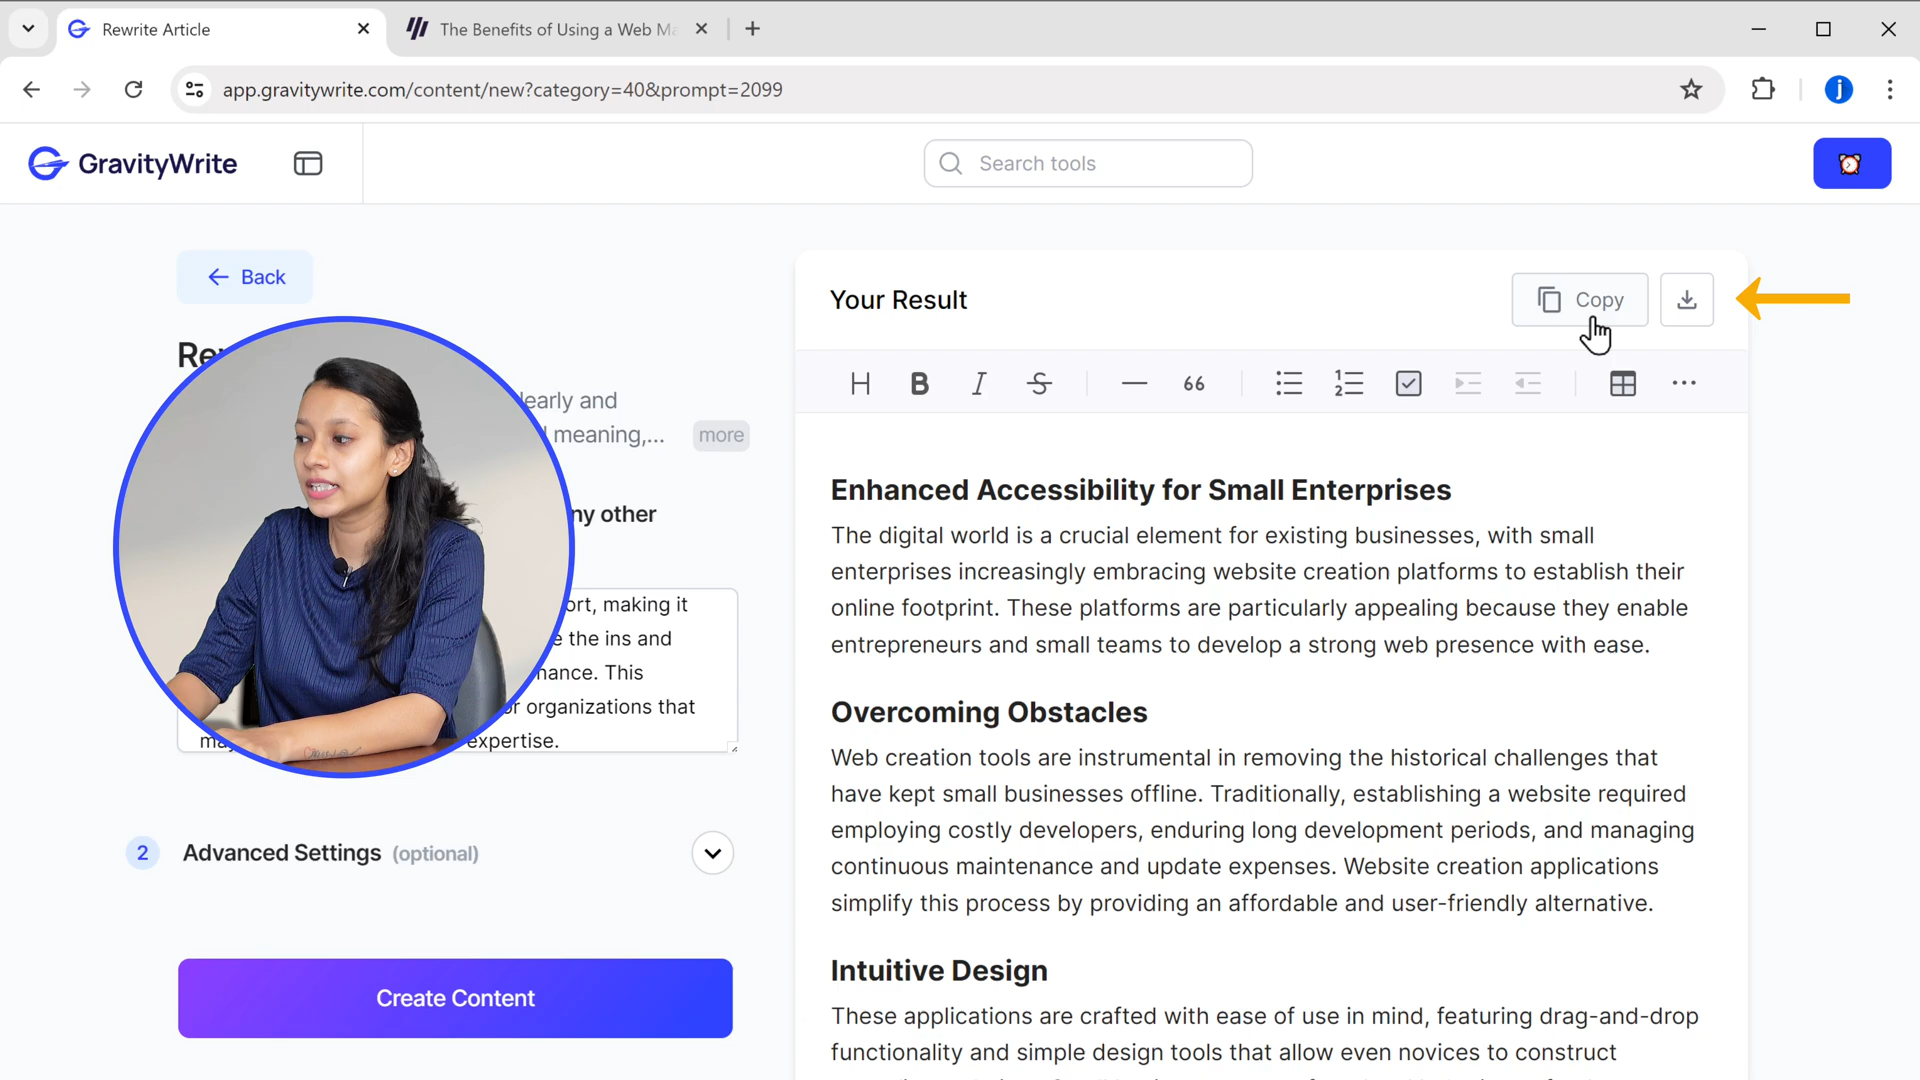 Rewrite Article
The Benefits of Using a Web Ma
app.gravitywrite.com/content/new?category=40&prompt=2099
j
GravityWrite
Search tools
Back
Your Result
Copy
Re
learly and
meaning,...
more
H B I S 66
ny other
Enhanced Accessibility for Small Enterprises
The digital world is a crucial element for existing businesses, with small
enterprises increasingly embracing website creation platforms to establish their
online footprint. These platforms are particularly appealing because they enable
entrepreneurs and small teams to develop a strong web presence with ease.
ort, making it
e the ins and
nance. This
or organizations that
expertise.
Overcoming Obstacles
Web creation tools are instrumental in removing the historical challenges that
have kept small businesses offline. Traditionally, establishing a website required
employing costly developers, enduring long development periods, and managing
continuous maintenance and update expenses. Website creation applications
simplify this process by providing an affordable and user-friendly alternative.
2 Advanced Settings (optional)
Create Content
Intuitive Design
These applications are crafted with ease of use in mind, featuring drag-and-drop
functionality and simple design tools that allow even novices to construct